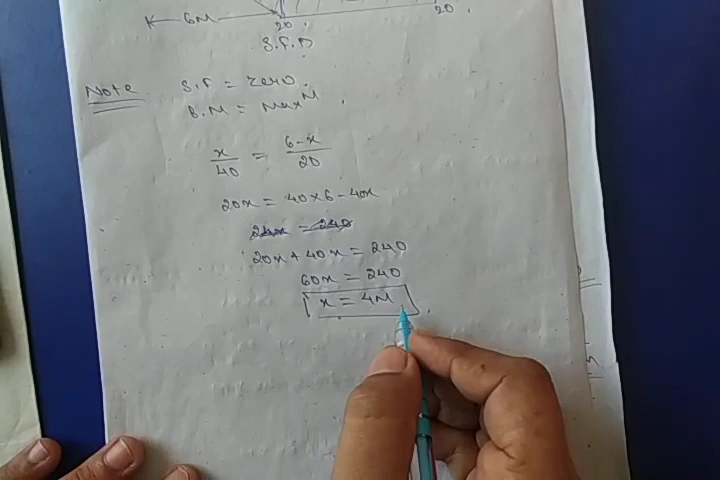 6M
20
20
S.F.D
Note S.F = Zero
B.M = Max^M
x/40 = 6-x/20
20x = 40×6-40x
20x+40x = 240
60x = 240
x = 4M